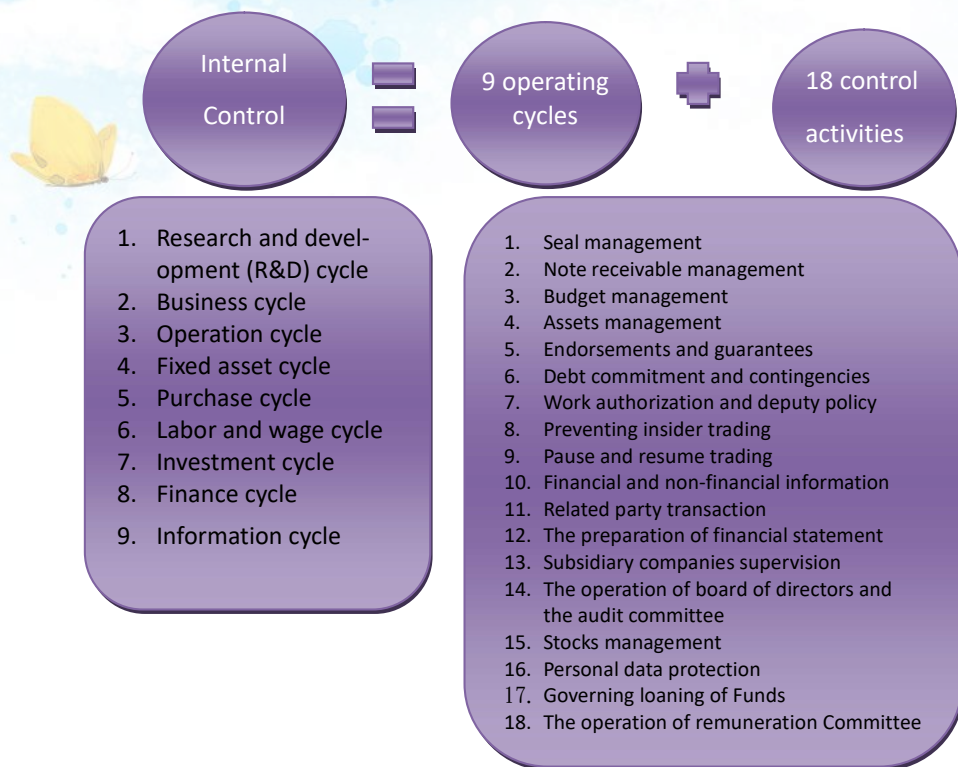 Internal
Control
9 operating
cycles
18 control
activities
1. Research and devel-
opment (R&D) cycle
2. Business cycle
3. Operation cycle
4. Fixed asset cycle
5. Purchase cycle
6. Labor and wage cycle
7. Investment cycle
8. Finance cycle
9. Information cycle
1. Seal management
2. Note receivable management
3. Budget management
4. Assets management
5. Endorsements and guarantees
6. Debt commitment and contingencies
7. Work authorization and deputy policy
8. Preventing insider trading
9. Pause and resume trading
10. Financial and non-financial information
11. Related party transaction
12. The preparation of financial statement
13. Subsidiary companies supervision
14. The operation of board of directors and
the audit committee
15. Stocks management
16. Personal data protection
17. Governing loaning of Funds
18. The operation of remuneration Committee